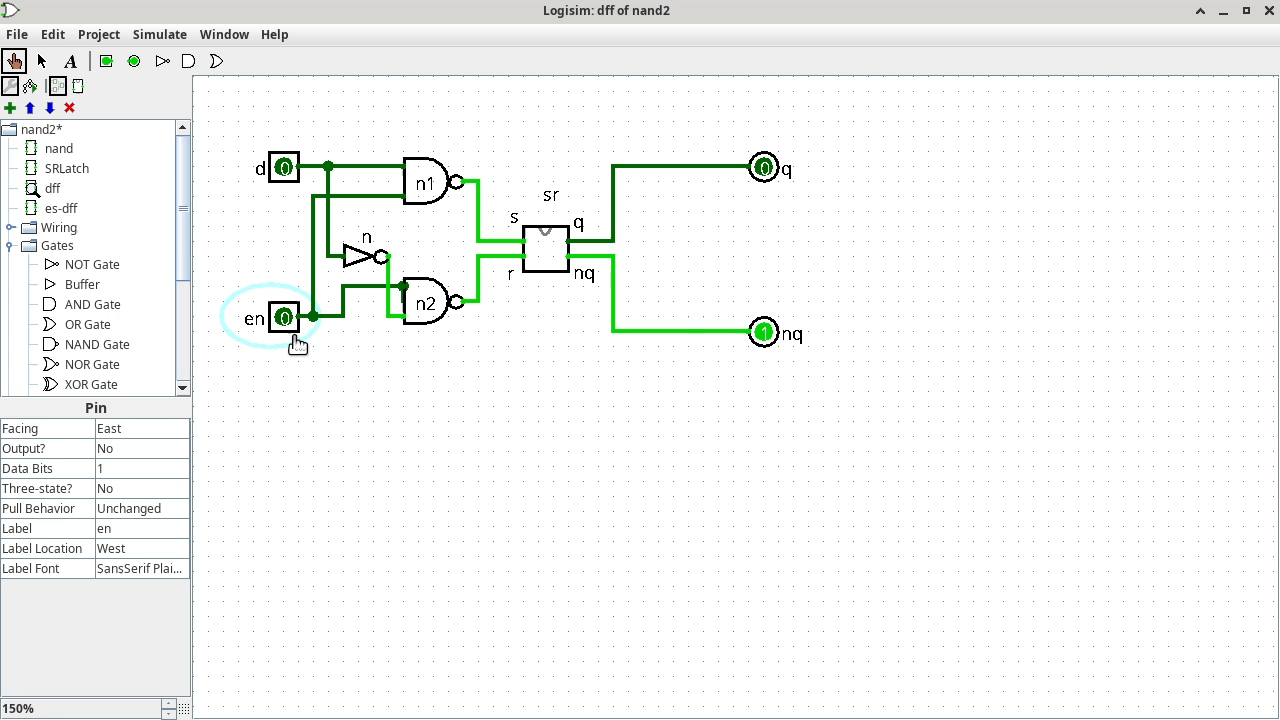 Logisim: dff of nand2
File Edit Project Simulate Window Help
A
nand2*
nand
SRLatch
dff
es-dff
Wiring
Gates
NOT Gate
Buffer
AND Gate
OR Gate
NAND Gate
NOR Gate
XOR Gate
Pin
Facing East
Output? No
Data Bits 1
Three-state? No
Pull Behavior Unchanged
Label en
Label Location West
Label Font SansSerif Plai...
150%
d 0
n1
n
en 0
n2
sr
s q
r nq
0 q
1 nq